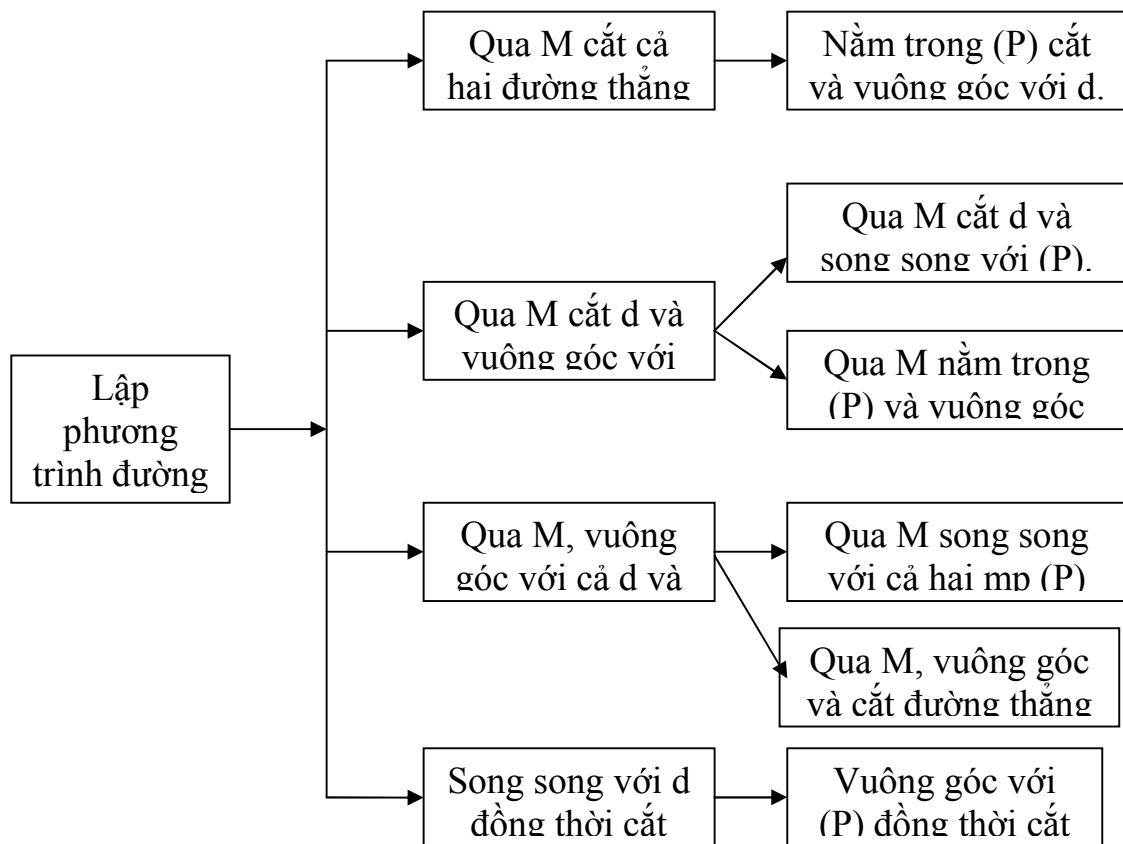 Qua M cắt cả
hai đường thẳng
Nằm trong (P) cắt
và vuông góc với d.
Qua M cắt d và
song song với (P).
Qua M cắt d và
vuông góc với
Qua M nằm trong
(P) và vuông góc
Lập
phương
trình đường
Qua M, vuông
góc với cả d và
Qua M song song
với cả hai mp (P)
Qua M, vuông góc
và cắt đường thẳng
Song song với d
đồng thời cắt
Vuông góc với
(P) đồng thời cắt